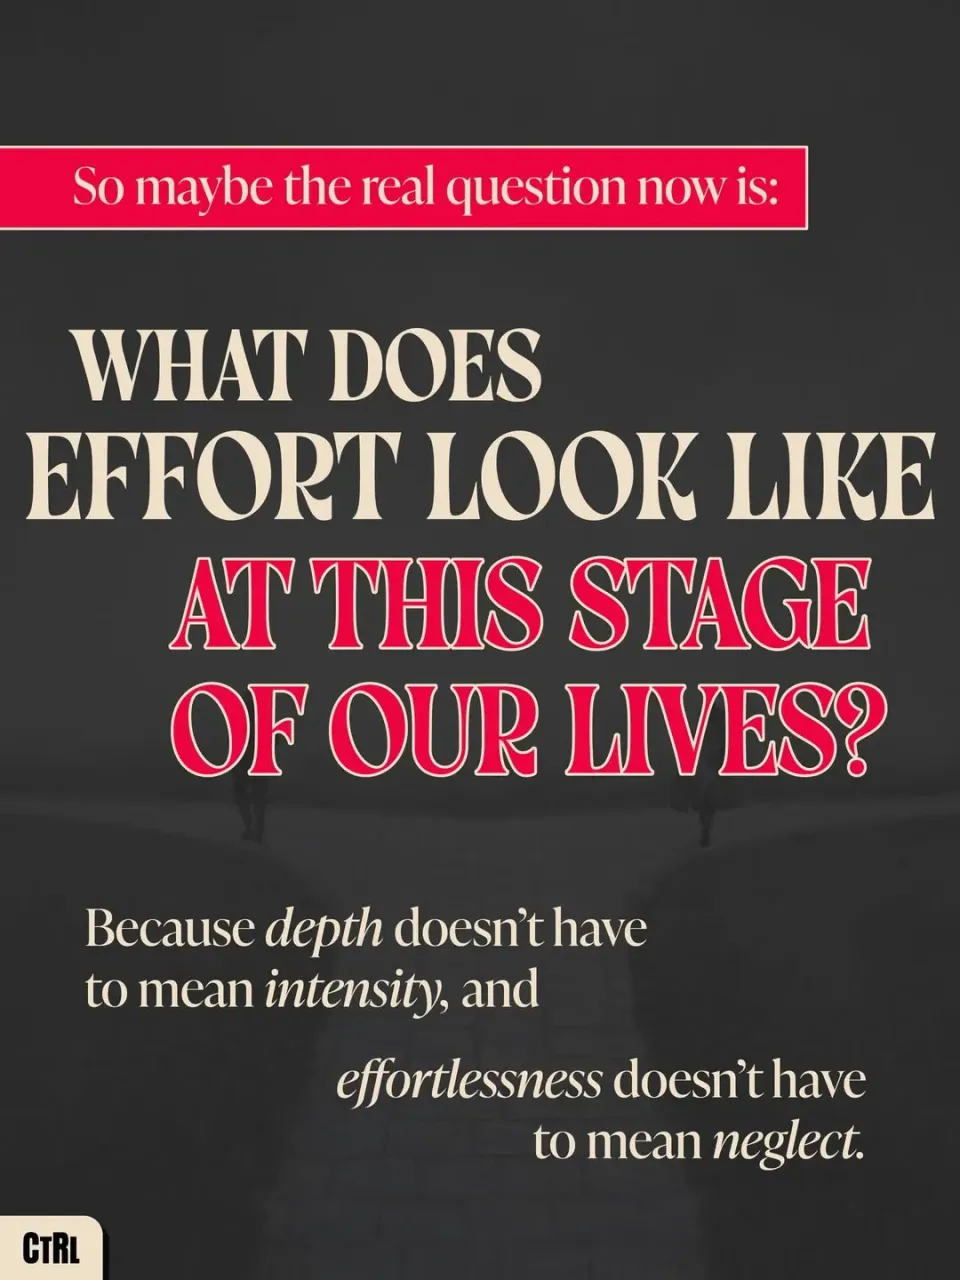 So maybe the real question now is:
WHAT DOES
EFFORT LOOK LIKE
AT THIS STAGE
OF OUR LIVES?
Because depth doesn’t have
to mean intensity, and
effortlessness doesn’t have
to mean neglect.
CTRL